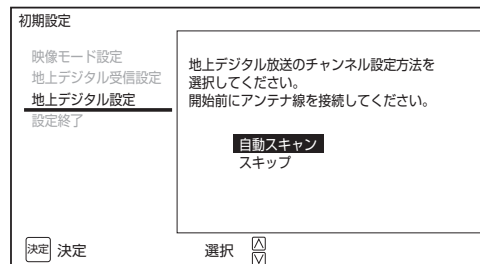 初期設定
映像モード設定
地上デジタル受信設定
地上デジタル設定
設定終了
地上デジタル放送のチャンネル設定方法を
選択してください。
開始前にアンテナ線を接続してください。
自動スキャン
スキップ
決定 決定 選択